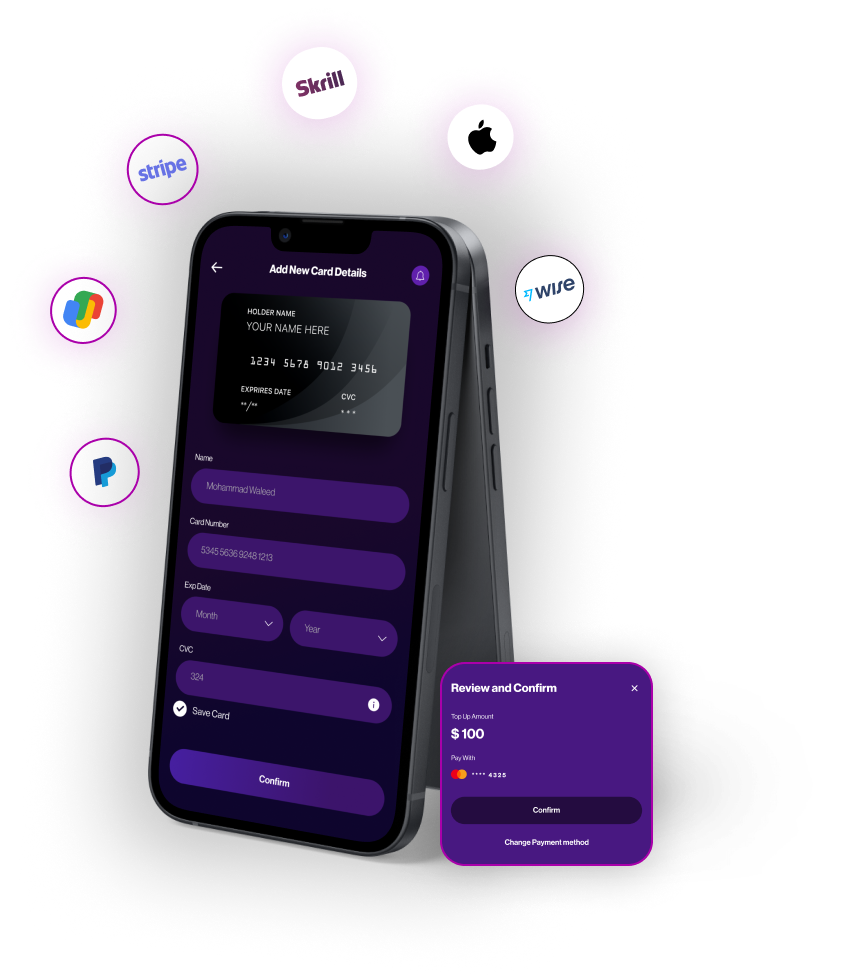 Skrill
stripe
wise
Add New Card Details
HOLDER NAME
YOUR NAME HERE
1234 5678 9012 3456
EXPRIRES DATE
CVC
**/**
***
Name
Mohammad Waleed
Card Number
5345 5636 9248 1213
Exp Date
Month
Year
CVC
324
Save Card
Confirm
Review and Confirm
Top Up Amount
$ 100
Pay With
**** 4325
Confirm
Change Payment method